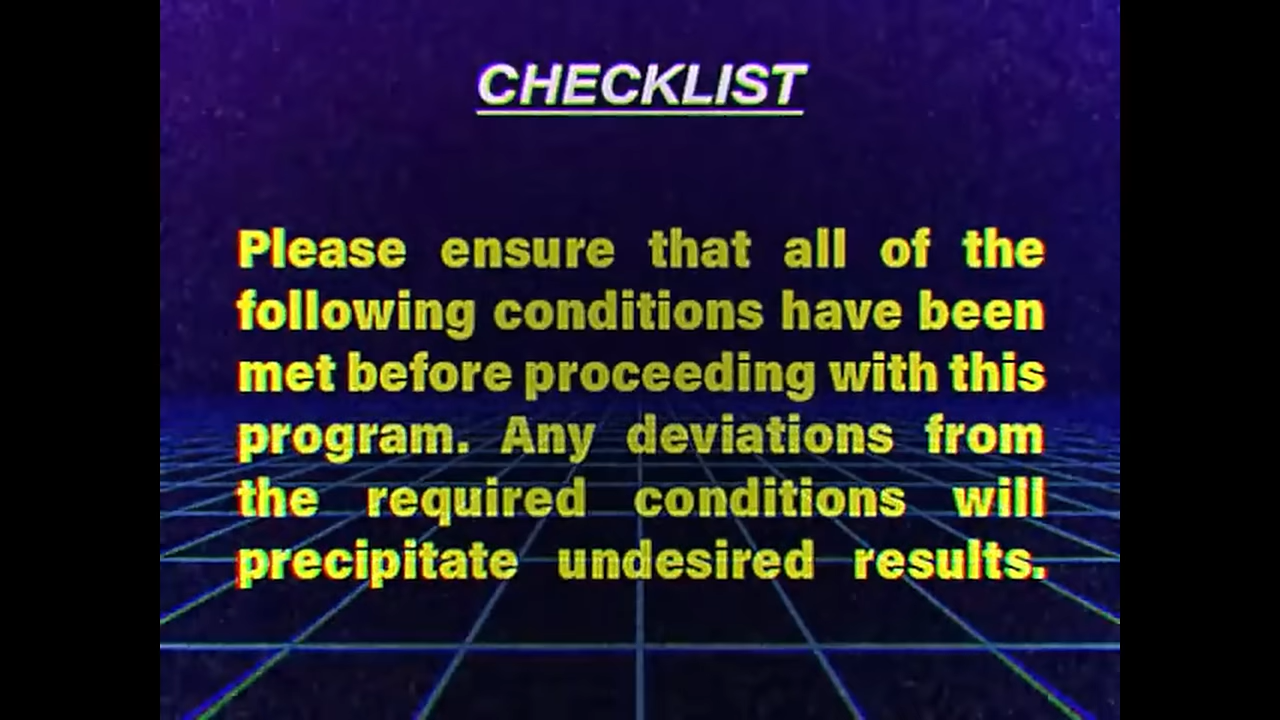 CHECKLIST
Please ensure that all of the
following conditions have been
met before proceeding with this
program. Any deviations from
the required conditions will
precipitate undesired results.